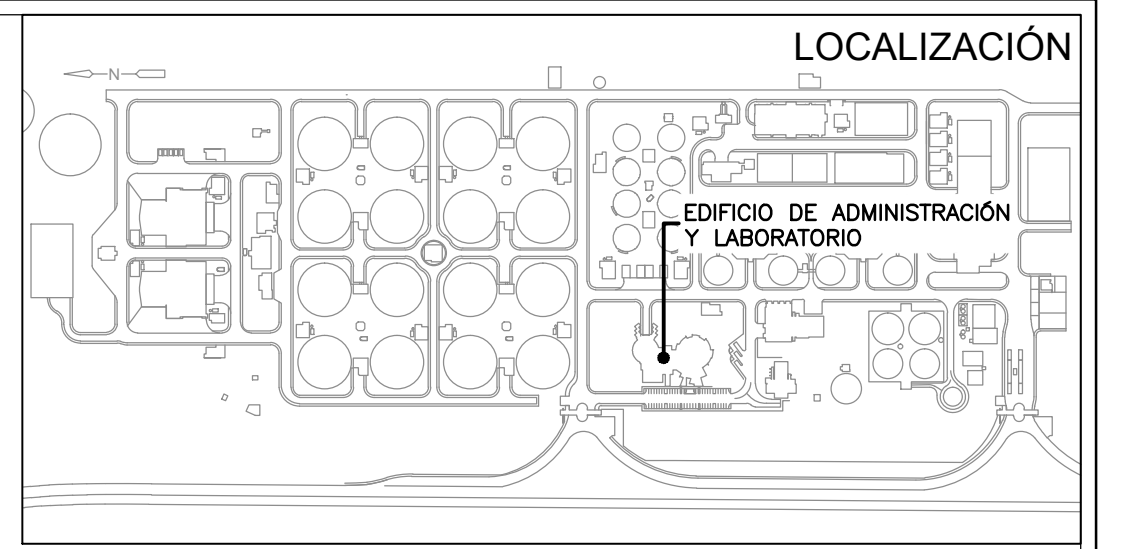 LOCALIZACIÓN
N
EDIFICIO DE ADMINISTRACIÓN
Y LABORATORIO